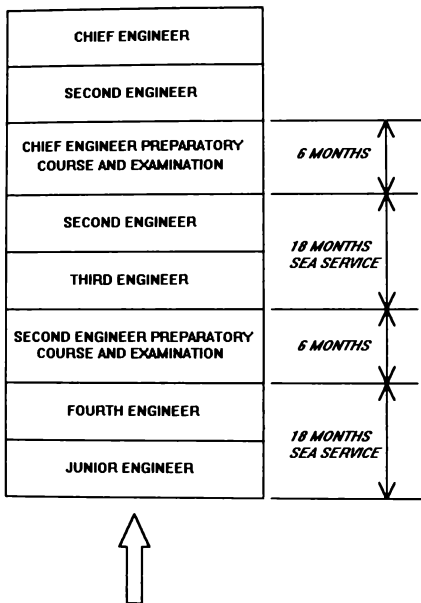 CHIEF ENGINEER
SECOND ENGINEER
CHIEF ENGINEER PREPARATORY
COURSE AND EXAMINATION
6 MONTHS
SECOND ENGINEER
18 MONTHS
SEA SERVICE
THIRD ENGINEER
SECOND ENGINEER PREPARATORY
COURSE AND EXAMINATION
6 MONTHS
FOURTH ENGINEER
18 MONTHS
SEA SERVICE
JUNIOR ENGINEER